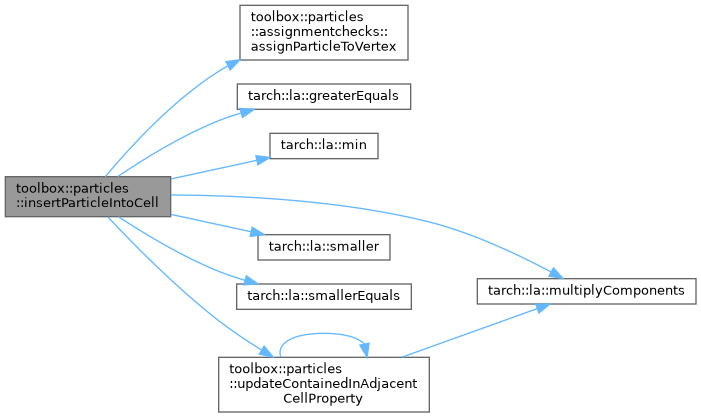 toolbox::particles
::assignmentchecks::
assignParticleToVertex
tarch::la::greaterEquals
tarch::la::min
toolbox::particles
::insertParticleIntoCell
tarch::la::smaller
tarch::la::smallerEquals
tarch::la::multiplyComponents
toolbox::particles
::updateContainedInAdjacent
CellProperty